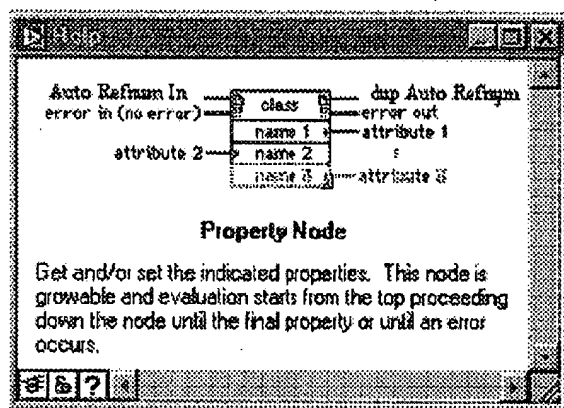 Help
Auto Refnum In class dup Auto Refnum
error in (no error) error out
name 1 attribute 1
attribute 2 name 2
name 3 attribute 3
Property Node
Get and/or set the indicated properties. This node is
growable and evaluation starts from the top proceeding
down the node until the final property or until an error
occurs.
?